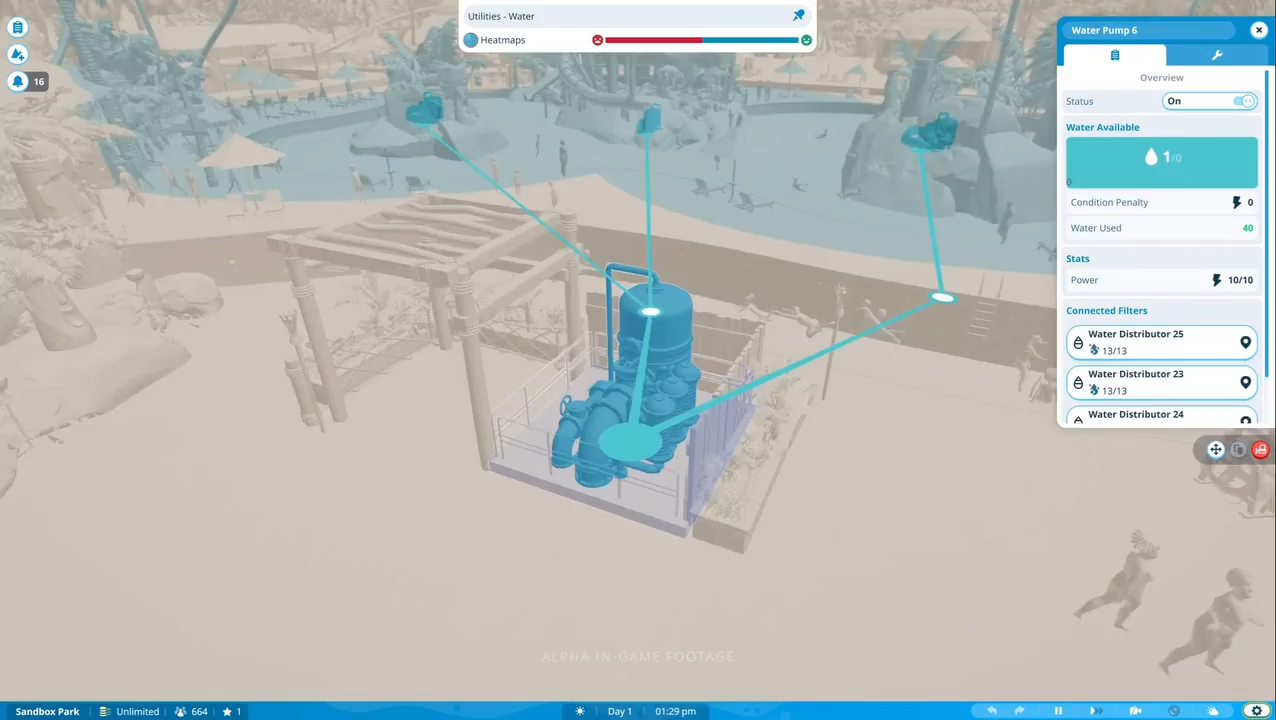 Utilities - Water
Heatmaps
16
Water Pump 6
Overview
Status
On
Water Available
1/0
0
Condition Penalty
0
Water Used
40
Stats
Power
10/10
Connected Filters
Water Distributor 25
13/13
Water Distributor 23
13/13
Water Distributor 24
ALPHA IN-GAME FOOTAGE
Sandbox Park
Unlimited
664
1
Day 1
01:29 pm